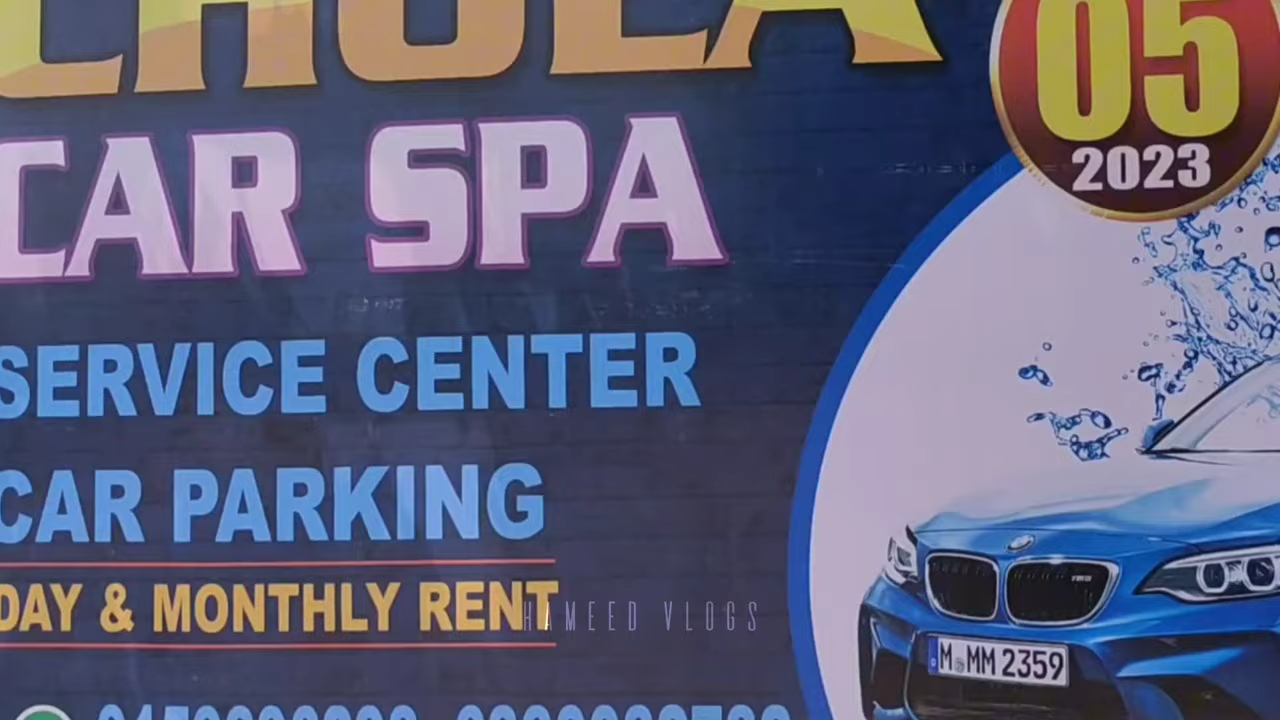 CHOLA
05
2023
CAR SPA
SERVICE CENTER
CAR PARKING
DAY & MONTHLY RENT
HAMEED VLOGS
M MM 2359